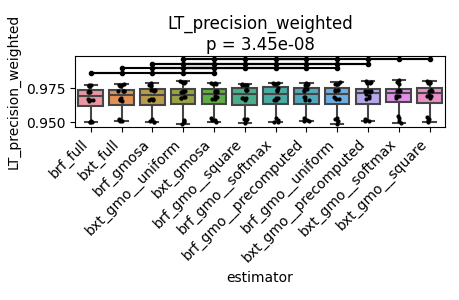 LT_precision_weighted
p = 3.45e-08
LT_precision_weighted
0.975
0.950
brf_full
bxt_full
brf_gmosa
bxt_gmo__uniform
bxt_gmosa
brf_gmo__square
brf_gmo__softmax
brf_gmo__precomputed
brf_gmo__uniform
bxt_gmo__precomputed
bxt_gmo__softmax
bxt_gmo__square
estimator